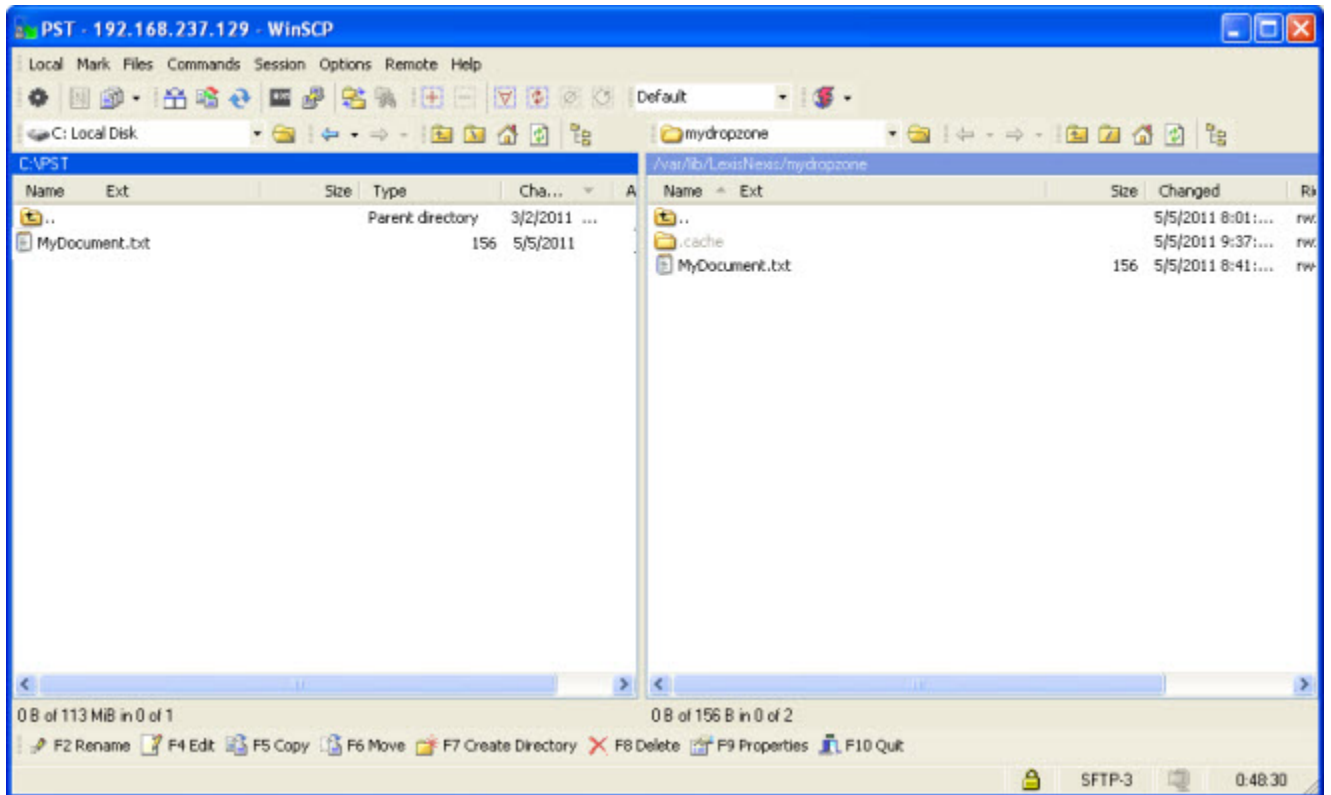 PST - 192.168.237.129 - WinSCP
Local Mark Files Commands Session Options Remote Help
Default
C: Local Disk
mydropzone
C:\PST
/var/lib/LexisNexis/mydropzone
Name Ext Size Type Cha... A
Name Ext Size Changed
.. Parent directory 3/2/2011 ...
.. 5/5/2011 8:01:...
.cache 5/5/2011 9:37:...
MyDocument.txt 156 5/5/2011
MyDocument.txt 156 5/5/2011 8:41:...
0 B of 113 MiB in 0 of 1
0 B of 156 B in 0 of 2
F2 Rename F4 Edit F5 Copy F6 Move F7 Create Directory F8 Delete F9 Properties F10 Quit
SFTP-3 0:48:30